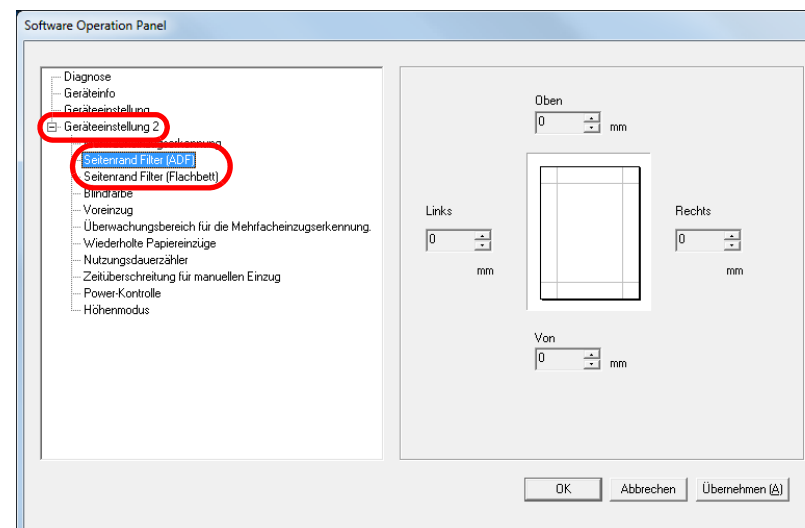 Software Operation Panel
Diagnose
Geräteinfo
Geräteeinstellung
Geräteeinstellung 2
Seitenrand Filter (ADF)
Seitenrand Filter (Flachbett)
Blindfarbe
Voreinzug
Überwachungsbereich für die Mehrfacheinzugserkennung.
Wiederholte Papiereinzüge
Nutzungsdauerzähler
Zeitüberschreitung für manuellen Einzug
Power-Kontrolle
Höhenmodus
Oben
0 mm
Links
0
mm
Rechts
0
mm
Von
0 mm
OK Abbrechen Übernehmen (A)